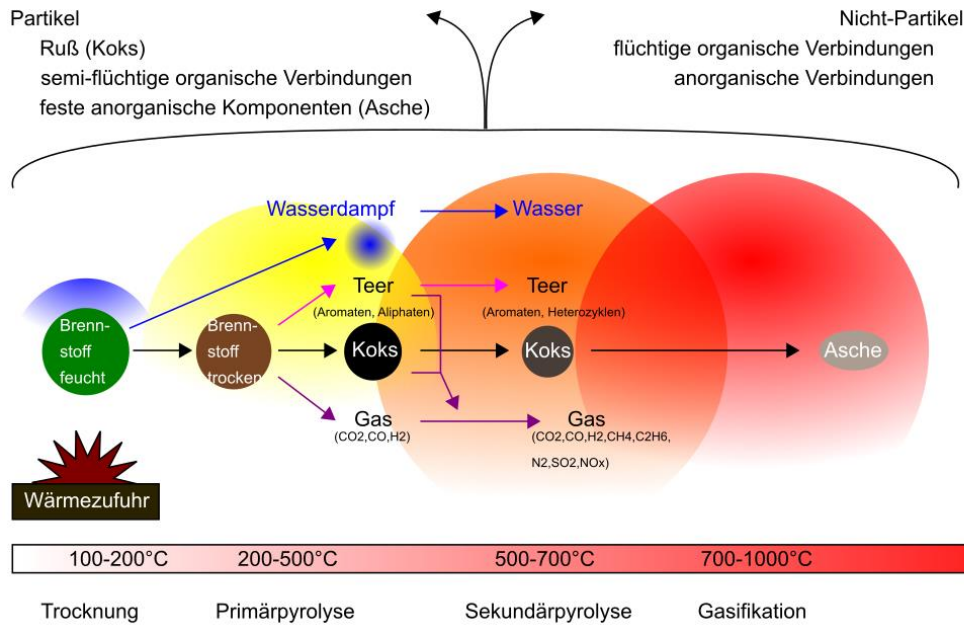 Partikel
Ruß (Koks)
semi-flüchtige organische Verbindungen
feste anorganische Komponenten (Asche)
Nicht-Partikel
flüchtige organische Verbindungen
anorganische Verbindungen
Wasserdampf
Wasser
Teer
(Aromaten, Aliphaten)
Teer
(Aromaten, Heterozyklen)
Brenn-
stoff
feucht
Brenn-
stoff
trocken
Koks
Koks
Asche
Gas
(CO2,CO,H2)
Gas
(CO2,CO,H2,CH4,C2H6,
N2,SO2,NOx)
Wärmezufuhr
100-200°C
200-500°C
500-700°C
700-1000°C
Trocknung
Primärpyrolyse
Sekundärpyrolyse
Gasifikation